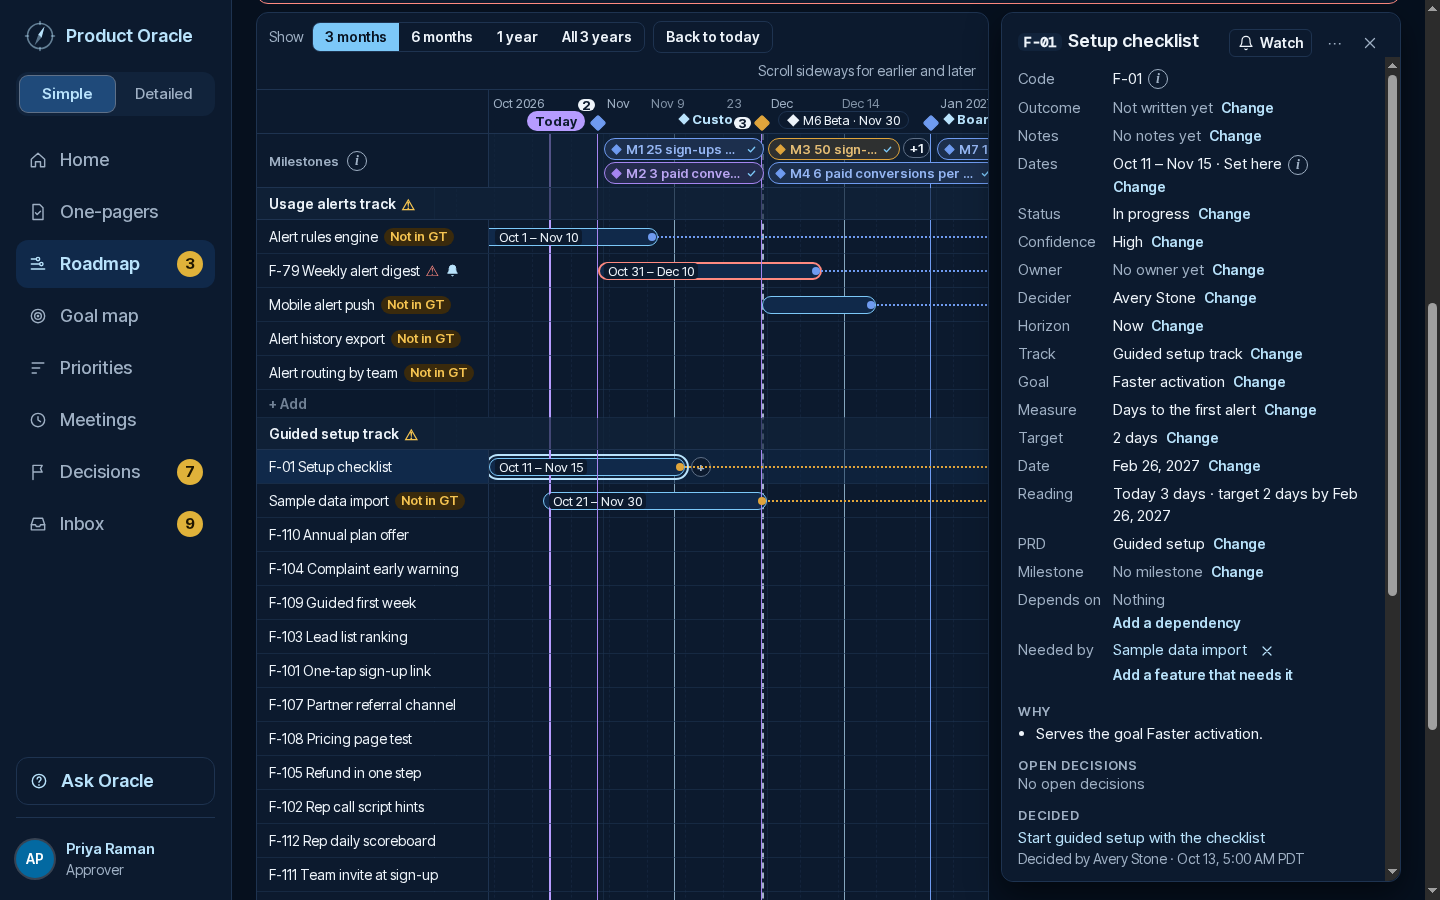 Product Oracle
Simple
Detailed
Home
One-pagers
Roadmap
3
Goal map
Priorities
Meetings
Decisions
7
Inbox
9
Ask Oracle
AP
Priya Raman
Approver
Show
3 months
6 months
1 year
All 3 years
Back to today
Scroll sideways for earlier and later
Oct 2026
2
Nov
Nov 9
23
Dec
Dec 14
Jan 2027
Today
Custo
3
M6 Beta · Nov 30
Boar
Milestones
i
M1 25 sign-ups ...
M3 50 sign-...
+1
M7 1
M2 3 paid conve...
M4 6 paid conversions per ...
Usage alerts track
Alert rules engine
Not in GT
Oct 1 – Nov 10
F-79 Weekly alert digest
Oct 31 – Dec 10
Mobile alert push
Not in GT
Alert history export
Not in GT
Alert routing by team
Not in GT
+ Add
Guided setup track
F-01 Setup checklist
Oct 11 – Nov 15
Sample data import
Not in GT
Oct 21 – Nov 30
F-110 Annual plan offer
F-104 Complaint early warning
F-109 Guided first week
F-103 Lead list ranking
F-101 One-tap sign-up link
F-107 Partner referral channel
F-108 Pricing page test
F-105 Refund in one step
F-102 Rep call script hints
F-112 Rep daily scoreboard
F-111 Team invite at sign-up
F-01 Setup checklist
Watch
...
Code F-01 i
Outcome Not written yet Change
Notes No notes yet Change
Dates Oct 11 – Nov 15 · Set here i
Change
Status In progress Change
Confidence High Change
Owner No owner yet Change
Decider Avery Stone Change
Horizon Now Change
Track Guided setup track Change
Goal Faster activation Change
Measure Days to the first alert Change
Target 2 days Change
Date Feb 26, 2027 Change
Reading Today 3 days · target 2 days by Feb
26, 2027
PRD Guided setup Change
Milestone No milestone Change
Depends on Nothing
Add a dependency
Needed by Sample data import
Add a feature that needs it
WHY
• Serves the goal Faster activation.
OPEN DECISIONS
No open decisions
DECIDED
Start guided setup with the checklist
Decided by Avery Stone · Oct 13, 5:00 AM PDT